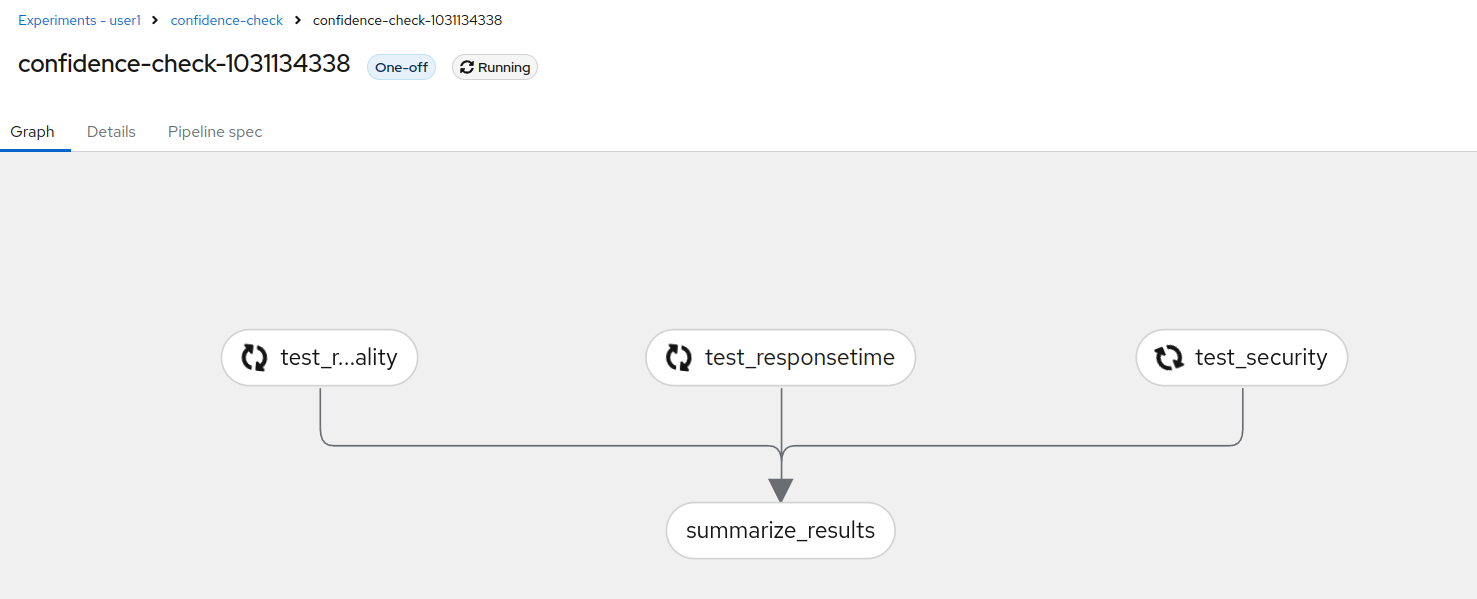 Experiments - user1 > confidence-check > confidence-check-1031134338
confidence-check-1031134338 One-off Running
Graph Details Pipeline spec
test_r...ality test_responsetime test_security
summarize_results